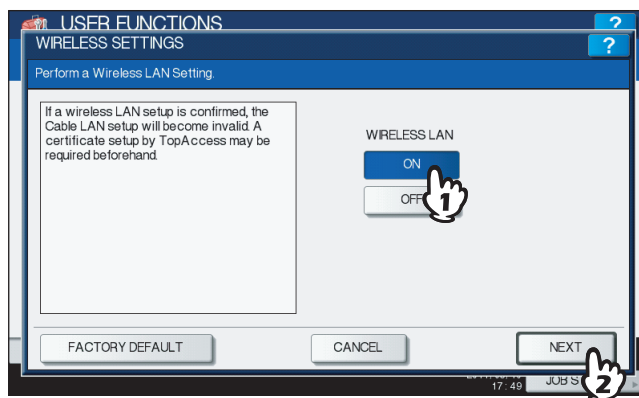 USER FUNCTIONS
?
WIRELESS SETTINGS
?
Perform a Wireless LAN Setting.
If a wireless LAN setup is confirmed, the
Cable LAN setup will become invalid. A
certificate setup by TopAccess may be
required beforehand.
WIRELESS LAN
ON
OFF
1
FACTORY DEFAULT
CANCEL
NEXT
17:49
JOB S
2